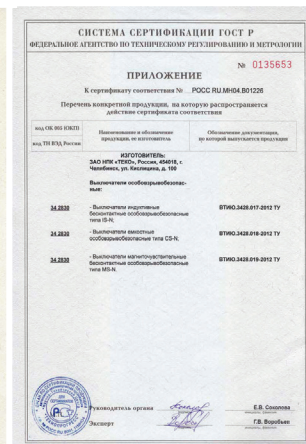 СИСТЕМА СЕРТИФИКАЦИИ ГОСТ Р
ФЕДЕРАЛЬНОЕ АГЕНТСТВО ПО ТЕХНИЧЕСКОМУ РЕГУЛИРОВАНИЮ И МЕТРОЛОГИИ
№ 0135653
ПРИЛОЖЕНИЕ
К сертификату соответствия № РОСС RU.МН04.В01226
Перечень конкретной продукции, на которую распространяется
действие сертификата соответствия
код ОК 005 (ОКП)
код ТН ВЭД России
Наименование и обозначение
продукции, ее изготовитель
Обозначение документации,
по которой выпускается продукция
ИЗГОТОВИТЕЛЬ:
ЗАО НПК «ТЕКО», Россия, 454018, г.
Челябинск, ул. Кислицина, д. 100
Выключатели особовзрывобезопас-
ные:
34 2830
- Выключатели индуктивные
бесконтактные особовзрывобезопасные
типа IS-N;
ВТИЮ.3428.017-2012 ТУ
34 2830
- Выключатели емкостные
особовзрывобезопасные типа CS-N;
ВТИЮ.3428.018-2012 ТУ
34 2830
- Выключатели магниточувствительные
бесконтактные особовзрывобезопасные
типа MS-N.
ВТИЮ.3428.019-2012 ТУ
Руководитель органа
Е.В. Соколова
Эксперт
Г.В. Воробьян